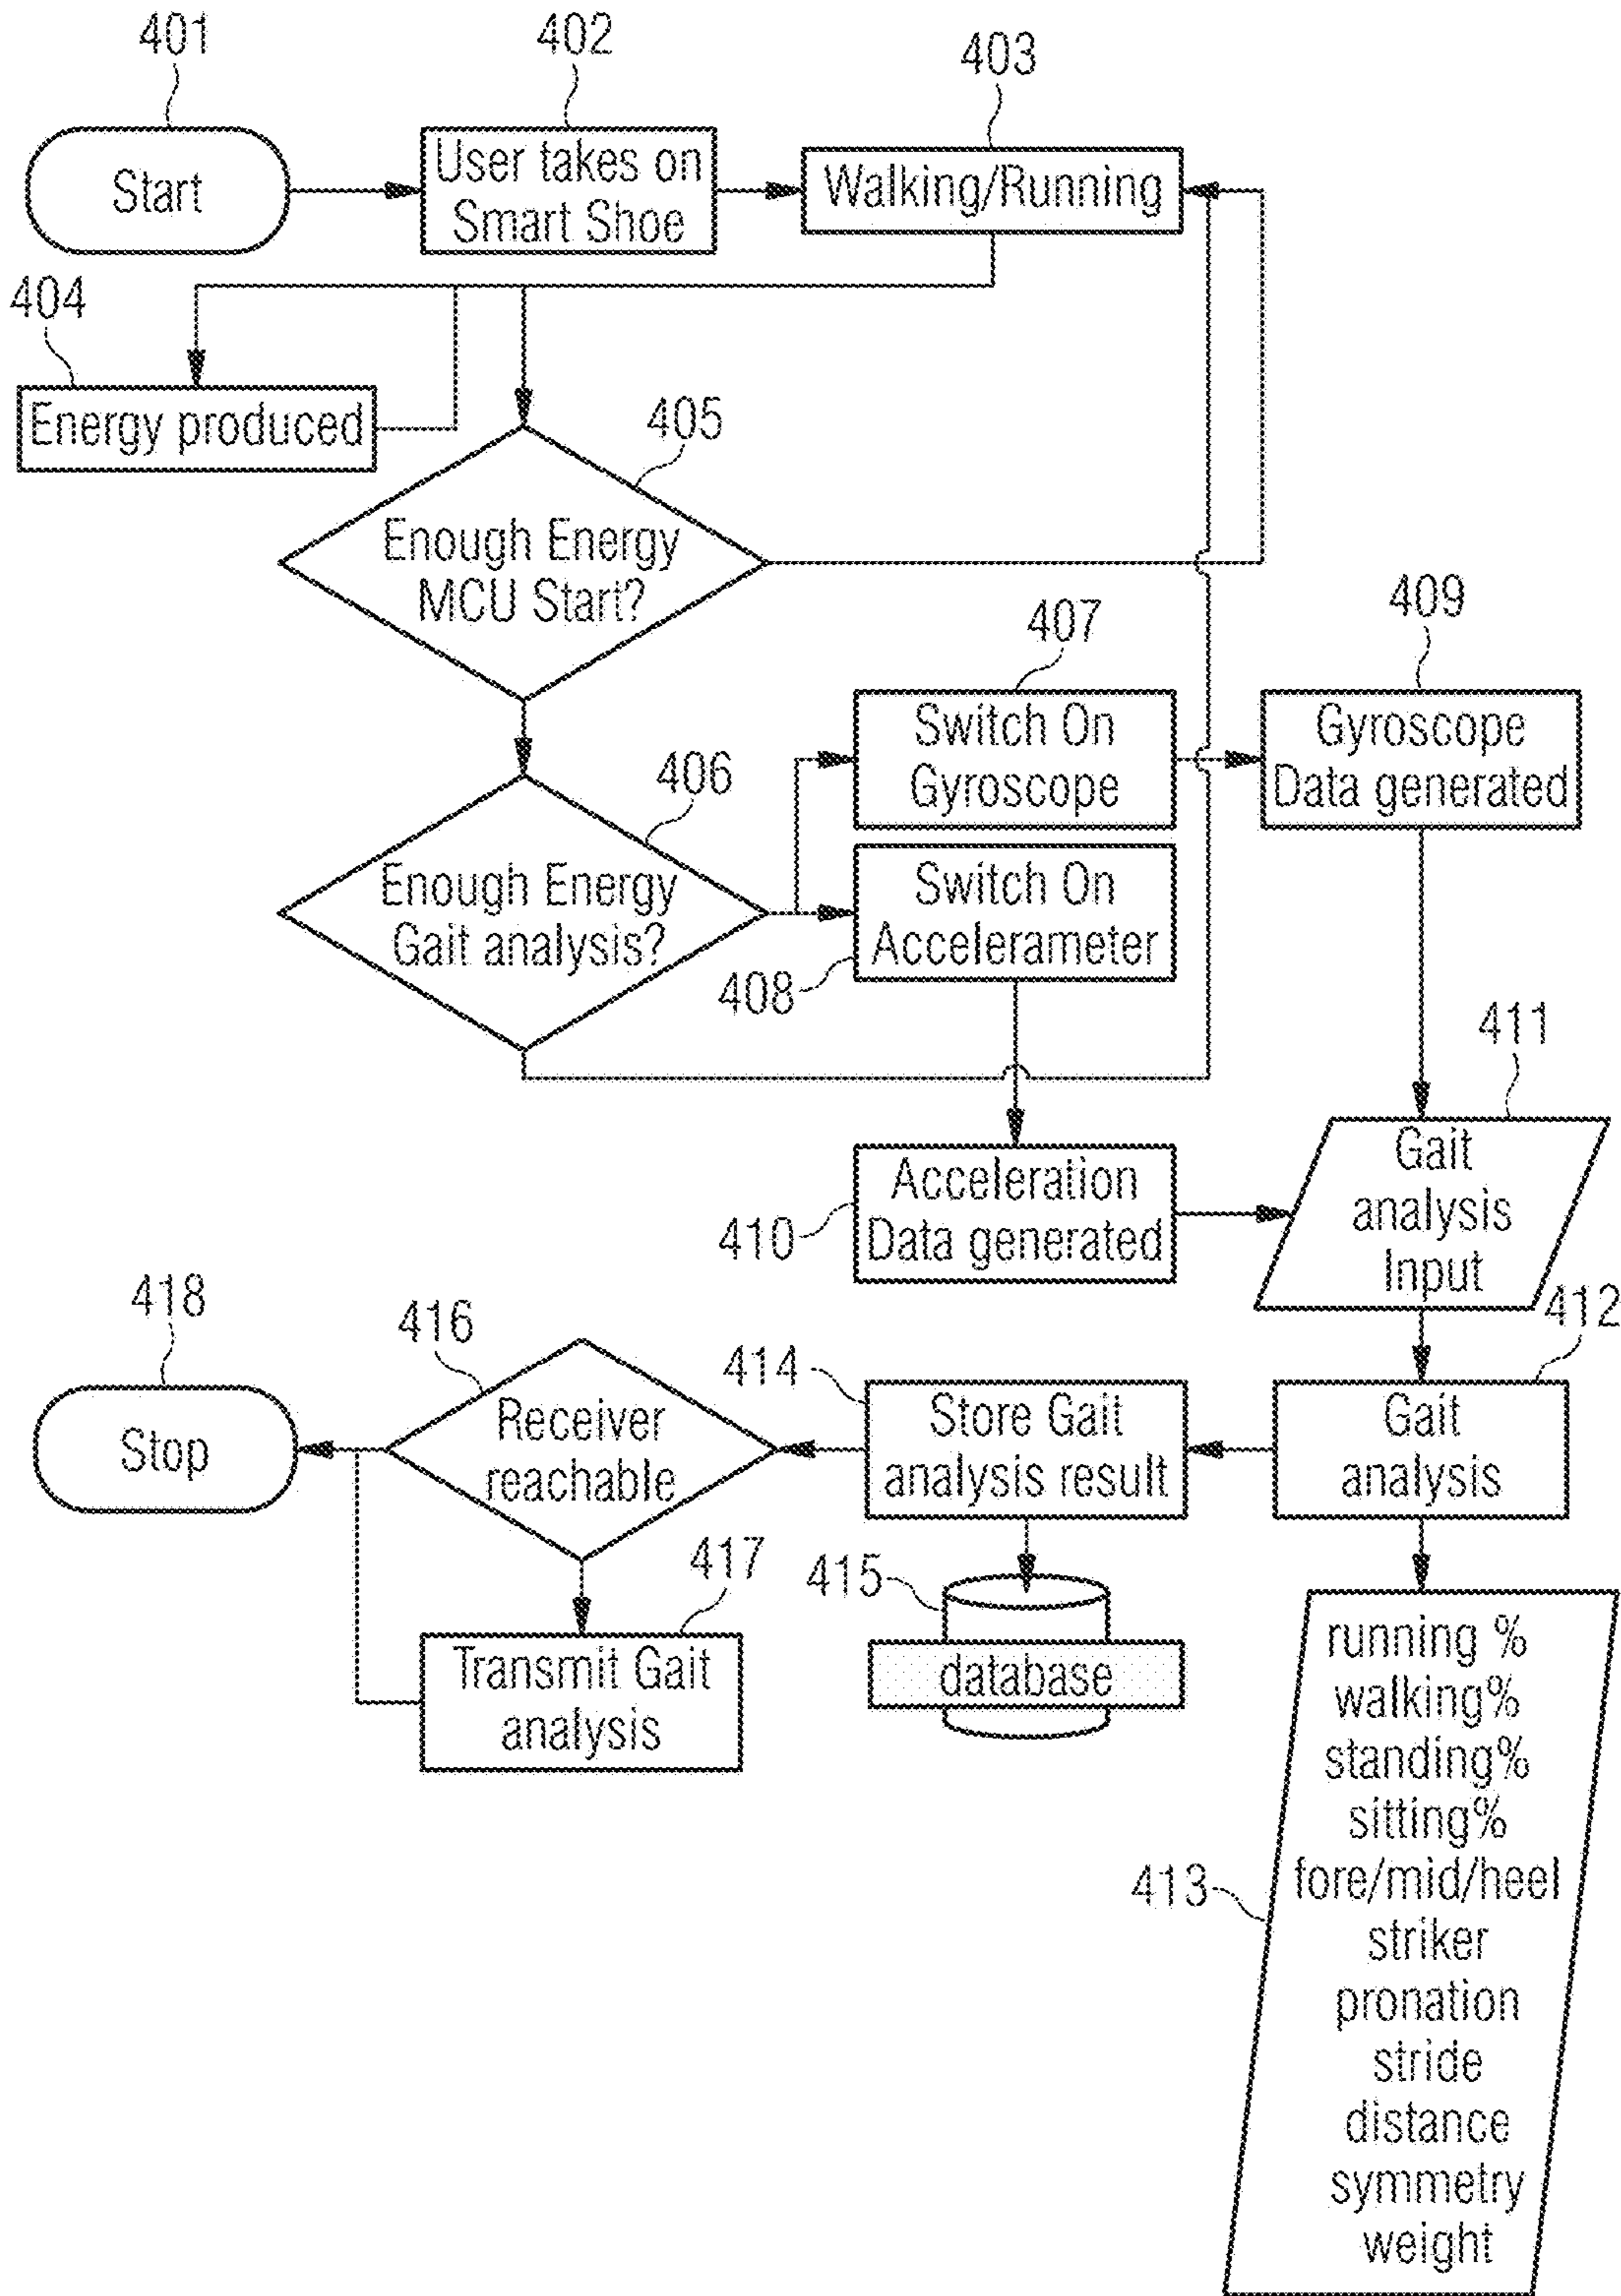 401
402
403
Start
User takes on
Smart Shoe
Walking/Running
404
Energy produced
405
Enough Energy
MCU Start?
406
Enough Energy
Gait analysis?
407
Switch On
Gyroscope
409
Gyroscope
Data generated
Switch On
Accelerameter
408
410
Acceleration
Data generated
411
Gait
analysis
Input
412
Gait
analysis
414
Store Gait
analysis result
416
Receiver
reachable
418
Stop
417
Transmit Gait
analysis
415
database
413
running %
walking%
standing%
sitting%
fore/mid/heel
striker
pronation
stride
distance
symmetry
weight